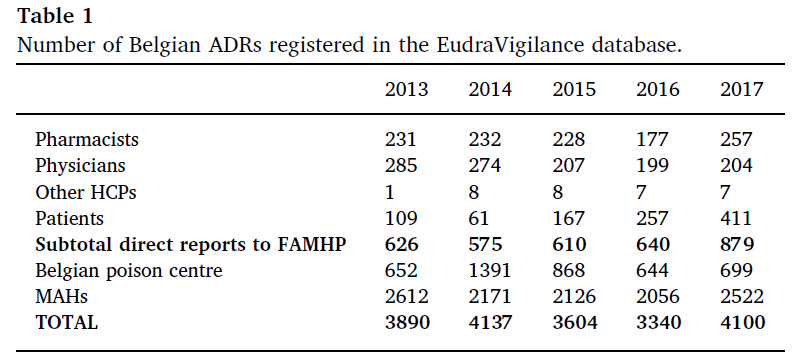 Table 1
Number of Belgian ADRs registered in the EudraVigilance database.
2013 2014 2015 2016 2017
Pharmacists 231 232 228 177 257
Physicians 285 274 207 199 204
Other HCPs 1 8 8 7 7
Patients 109 61 167 257 411
Subtotal direct reports to FAMHP 626 575 610 640 879
Belgian poison centre 652 1391 868 644 699
MAHs 2612 2171 2126 2056 2522
TOTAL 3890 4137 3604 3340 4100